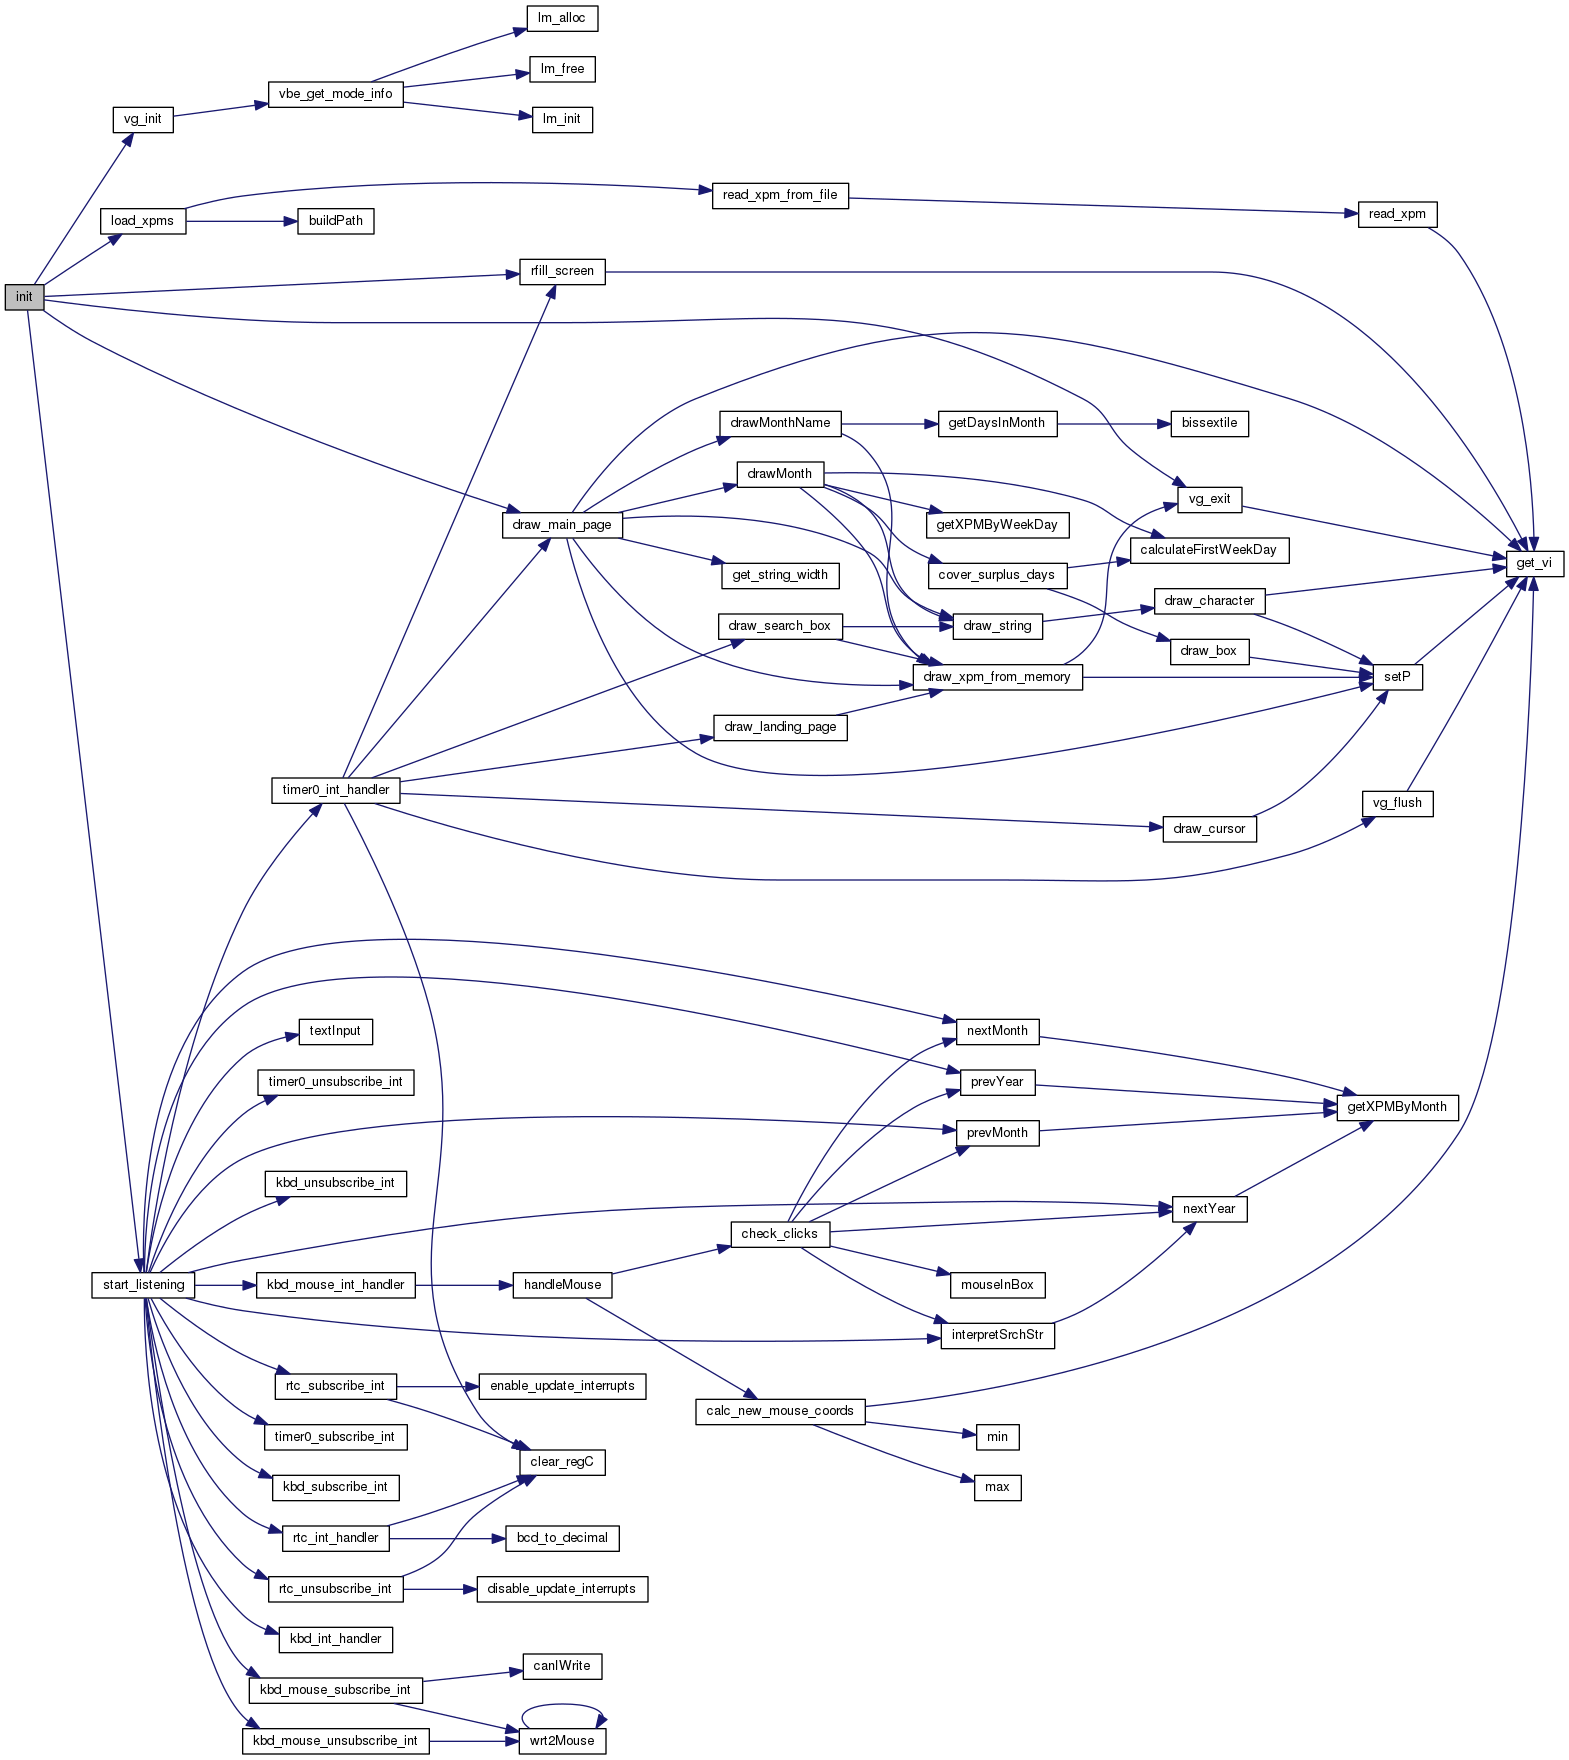 lm_alloc
lm_free
vbe_get_mode_info
vg_init
lm_init
read_xpm_from_file
load_xpms
buildPath
read_xpm
rfill_screen
init
drawMonthName
getDaysInMonth
bissextile
drawMonth
vg_exit
draw_main_page
getXPMByWeekDay
calculateFirstWeekDay
get_vi
get_string_width
cover_surplus_days
draw_character
draw_search_box
draw_string
draw_box
draw_xpm_from_memory
setP
draw_landing_page
timer0_int_handler
vg_flush
draw_cursor
textInput
nextMonth
timer0_unsubscribe_int
prevYear
getXPMByMonth
prevMonth
kbd_unsubscribe_int
nextYear
check_clicks
start_listening
kbd_mouse_int_handler
handleMouse
mouseInBox
interpretSrchStr
rtc_subscribe_int
enable_update_interrupts
calc_new_mouse_coords
timer0_subscribe_int
min
clear_regC
kbd_subscribe_int
max
rtc_int_handler
bcd_to_decimal
rtc_unsubscribe_int
disable_update_interrupts
kbd_int_handler
canIWrite
kbd_mouse_subscribe_int
kbd_mouse_unsubscribe_int
wrt2Mouse